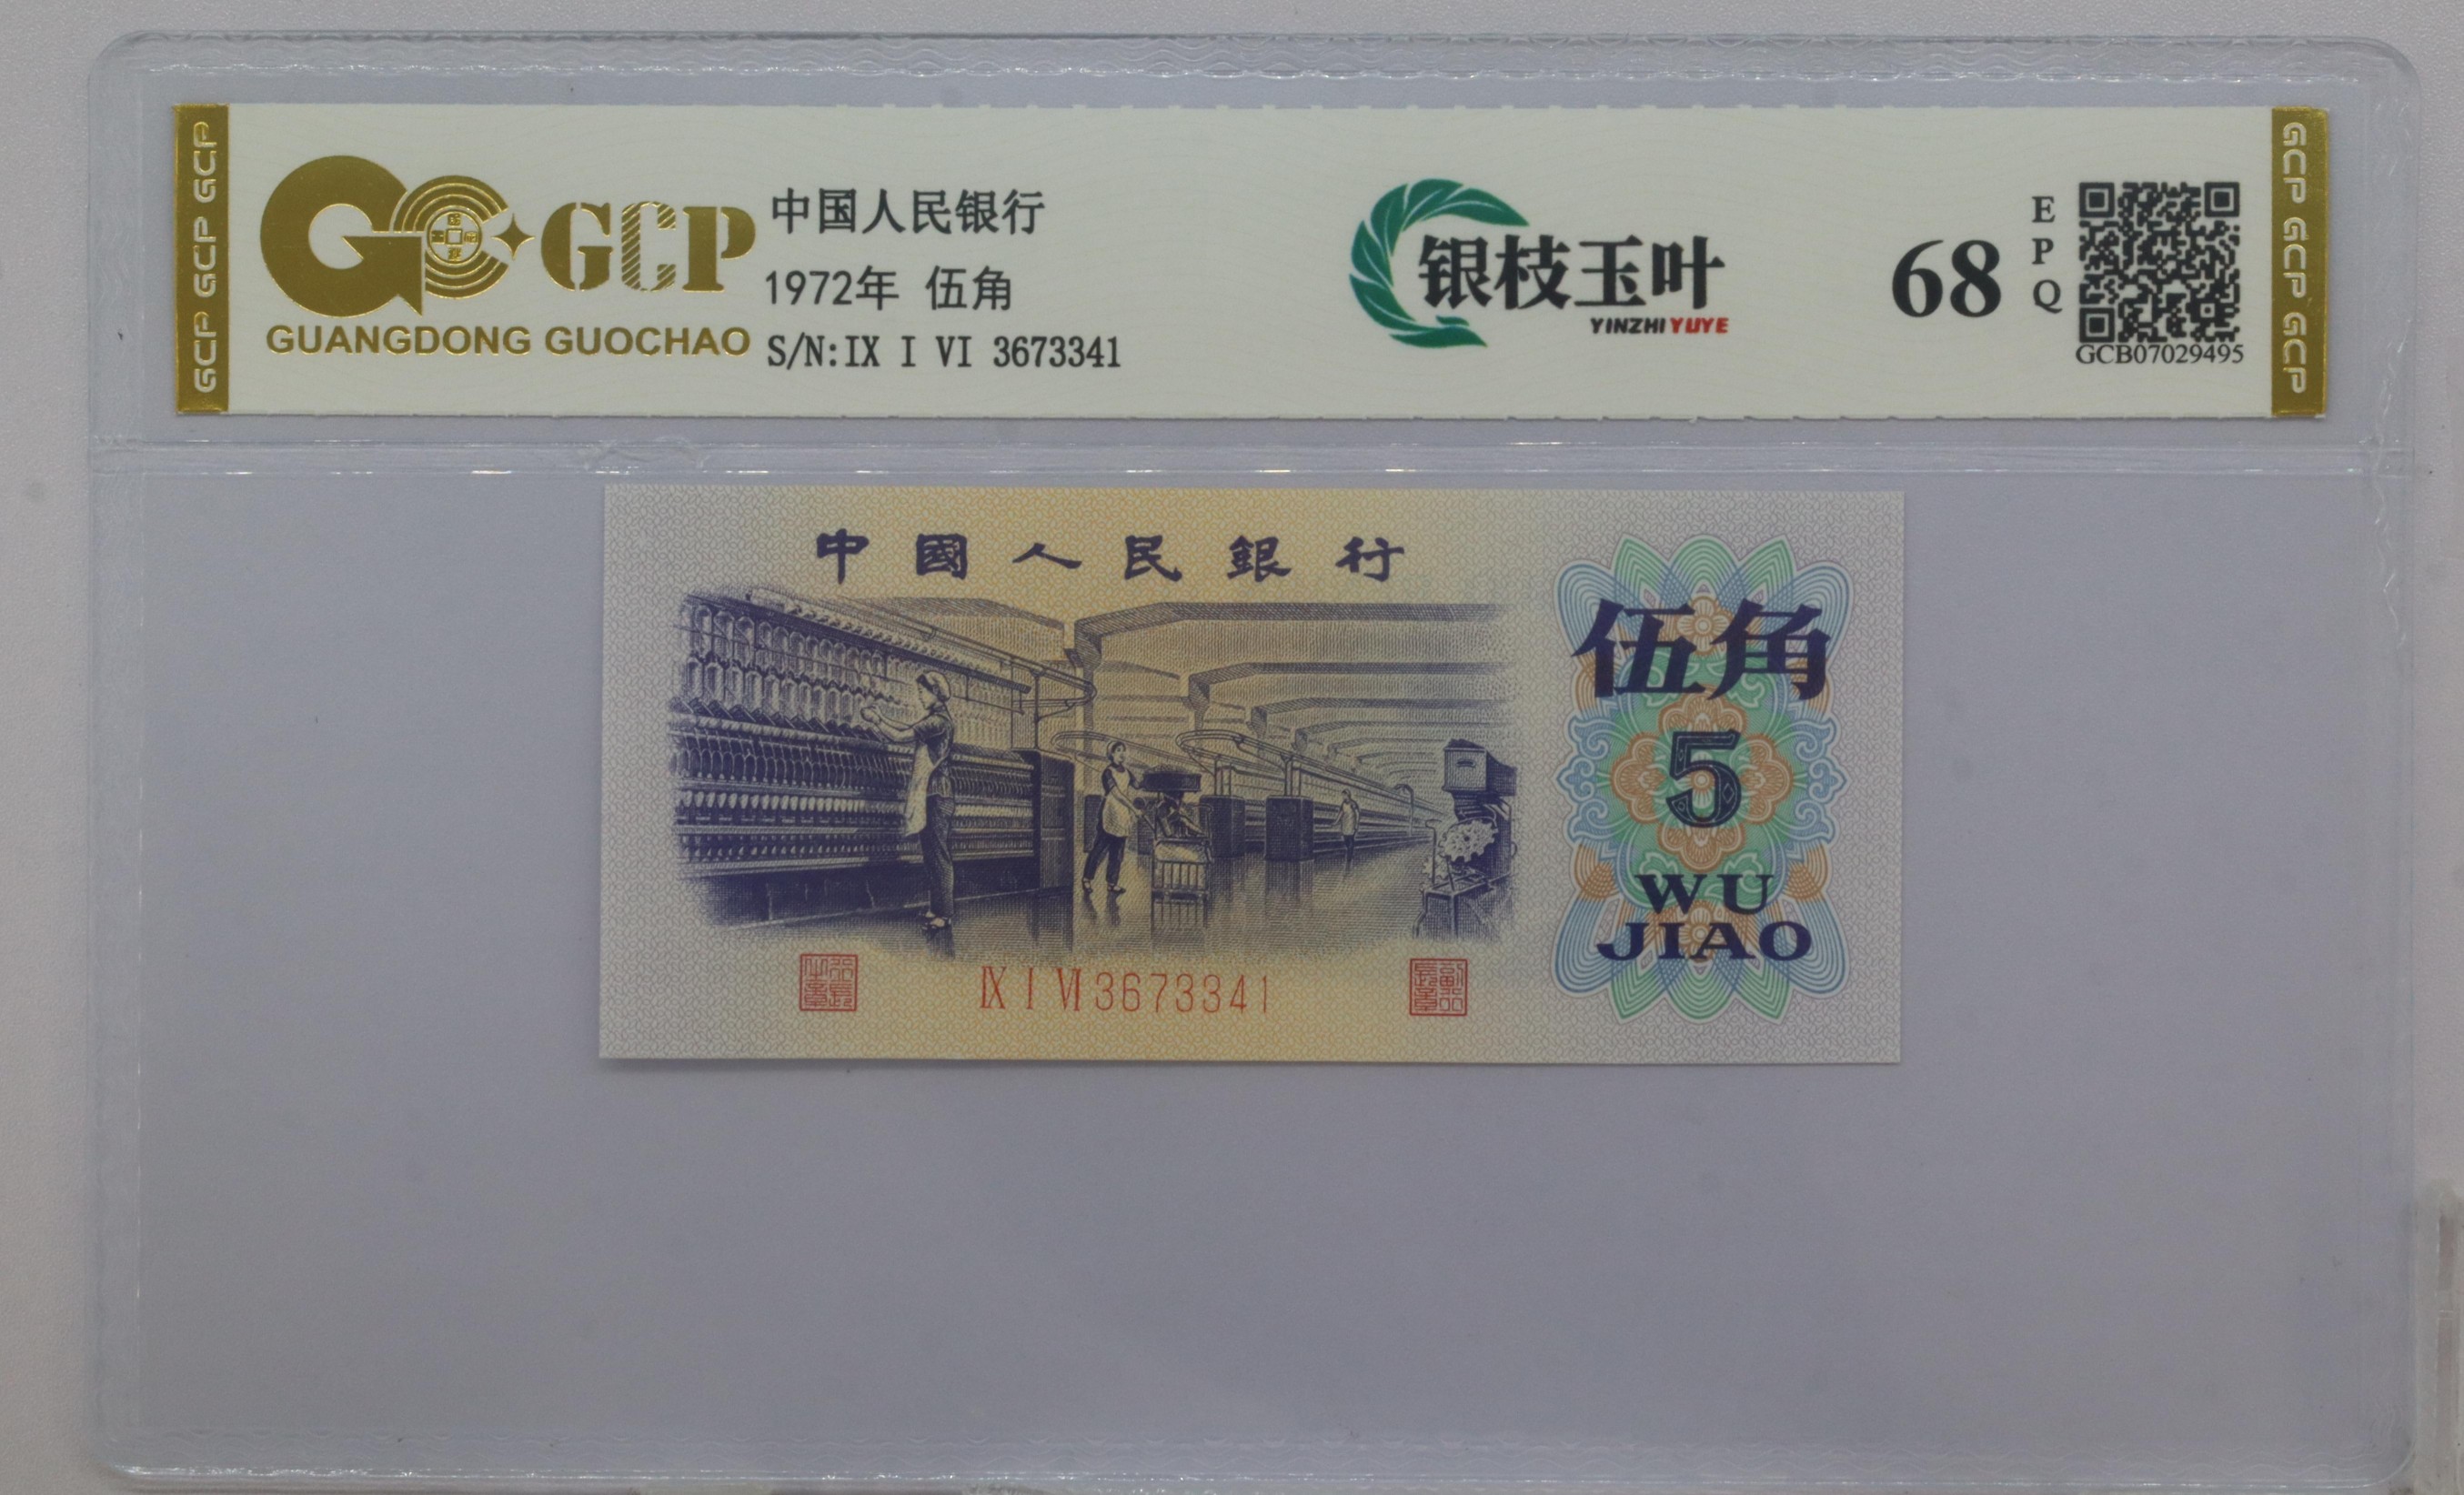 GCP GCP GCP
GCP
GUANGDONG GUOCHAO
中国人民银行
1972年 伍角
S/N:IX I VI 3673341
银枝玉叶
YINZHI YUYE
68
EPQ
GCB07029495
GCP GCP GCP
中國人民銀行
伍角
5
WU
JIAO
IX I VI 3673341